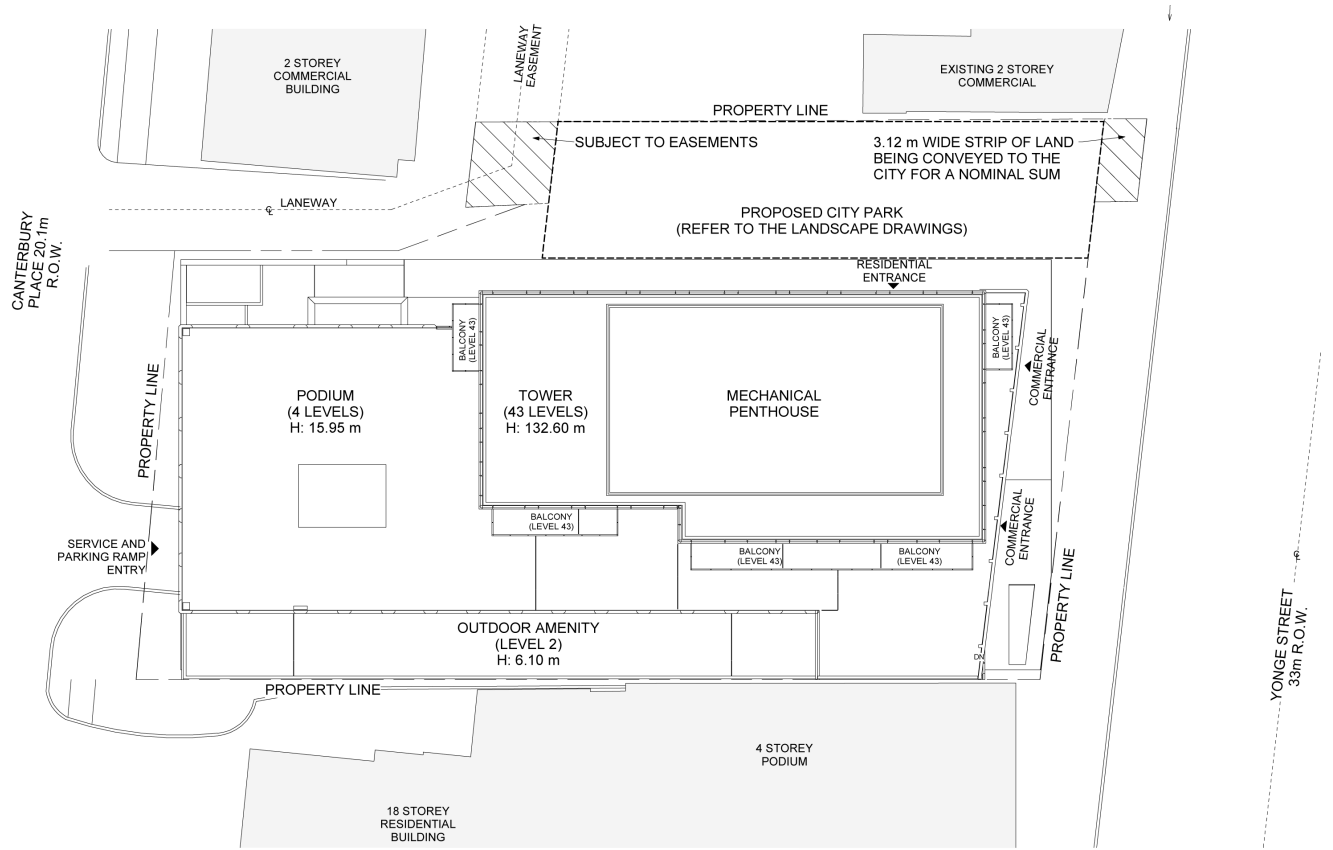 2 STOREY
COMMERCIAL
BUILDING
LANEWAY
EASEMENT
EXISTING 2 STOREY
COMMERCIAL
PROPERTY LINE
SUBJECT TO EASEMENTS
3.12 m WIDE STRIP OF LAND
BEING CONVEYED TO THE
CITY FOR A NOMINAL SUM
℄ LANEWAY
PROPOSED CITY PARK
(REFER TO THE LANDSCAPE DRAWINGS)
CANTERBURY
PLACE 20.1m
R.O.W.
RESIDENTIAL
ENTRANCE
BALCONY
(LEVEL 43)
BALCONY
(LEVEL 43)
COMMERCIAL
ENTRANCE
PROPERTY LINE
PODIUM
(4 LEVELS)
H: 15.95 m
TOWER
(43 LEVELS)
H: 132.60 m
MECHANICAL
PENTHOUSE
BALCONY
(LEVEL 43)
COMMERCIAL
ENTRANCE
SERVICE AND
PARKING RAMP
ENTRY
BALCONY
(LEVEL 43)
BALCONY
(LEVEL 43)
℄
PROPERTY LINE
YONGE STREET
33m R.O.W.
OUTDOOR AMENITY
(LEVEL 2)
H: 6.10 m
DN
PROPERTY LINE
4 STOREY
PODIUM
18 STOREY
RESIDENTIAL
BUILDING